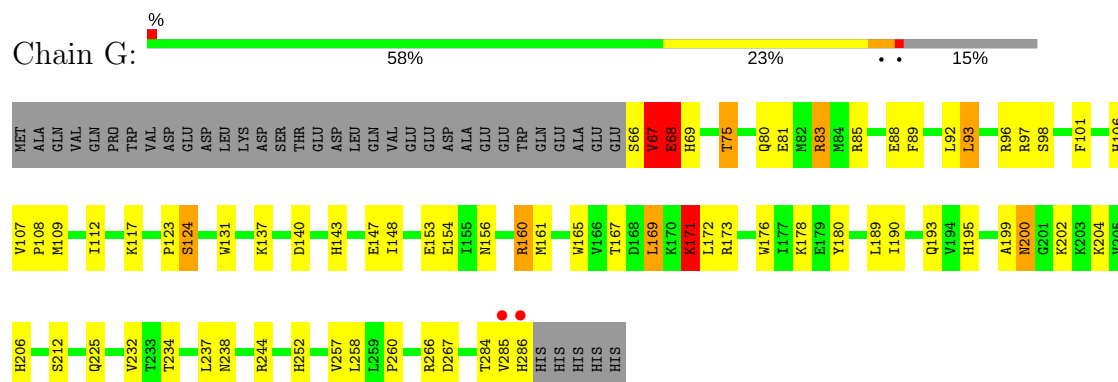 %
Chain G:
58% 23% • • 15%
MET ALA GLN VAL GLN PRO TRP VAL ASP GLU ASP LEU LYS ASP SER THR GLU ASP LEU GLN VAL GLU GLU ASP ALA GLU GLU TRP GLN GLU ALA GLU GLU S66 V67 E68 H69 T75 Q80 E81 M82 R83 M84 R85 E88 F89 L92 L93 R96 R97 S98 F101 H106
V107 P108 M109 I112 K117 P123 S124 W131 K137 D140 H143 E147 I148 E153 E154 I155 N156 R160 M161 W165 V166 T167 D168 L169 K170 K171 L172 R173 W176 I177 K178 E179 Y180 L189 I190 Q193 V194 H195 A199 N200 G201 K202 K203 K204
H206 S212 Q225 V232 T233 T234 L237 N238 R244 H252 V257 L258 L259 P260 R266 D267 T284 V285 H286 HIS HIS HIS HIS HIS